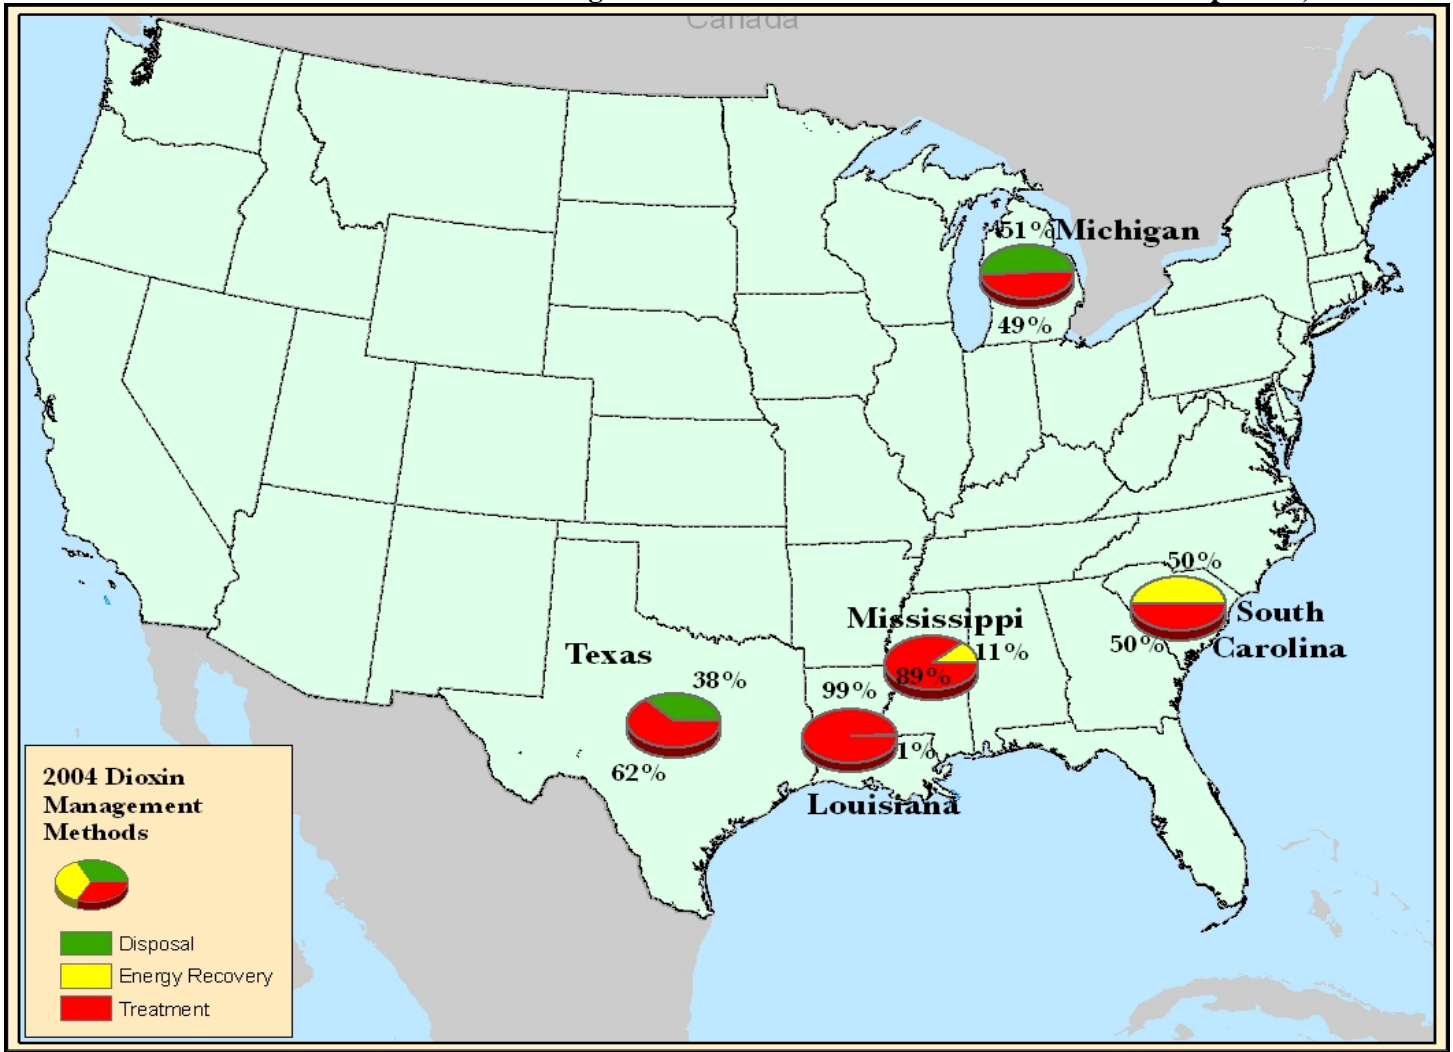 Canada
51%
Michigan
49%
50%
South
Carolina
50%
Mississippi
11%
89%
Texas
38%
62%
99%
1%
Louisiana
2004 Dioxin
Management
Methods
Disposal
Energy Recovery
Treatment